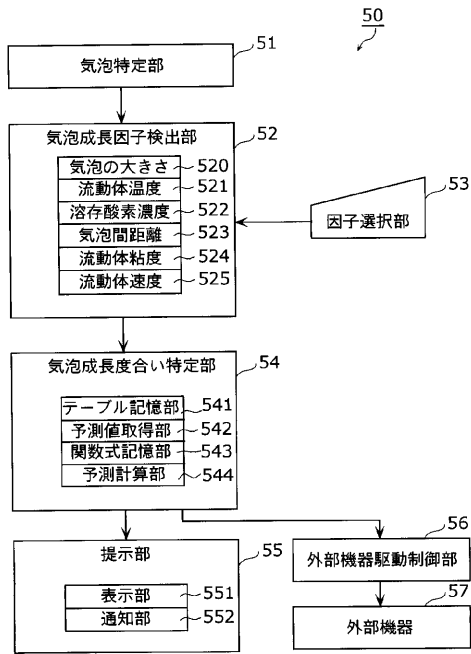 50
51
気泡特定部
52
気泡成長因子検出部
気泡の大きさ 520
流動体温度 521
溶存酸素濃度 522
気泡間距離 523
流動体粘度 524
流動体速度 525
53
因子選択部
54
気泡成長度合い特定部
テーブル記憶部 541
予測値取得部 542
関数式記憶部 543
予測計算部 544
55
提示部
表示部 551
通知部 552
56
外部機器駆動制御部
57
外部機器